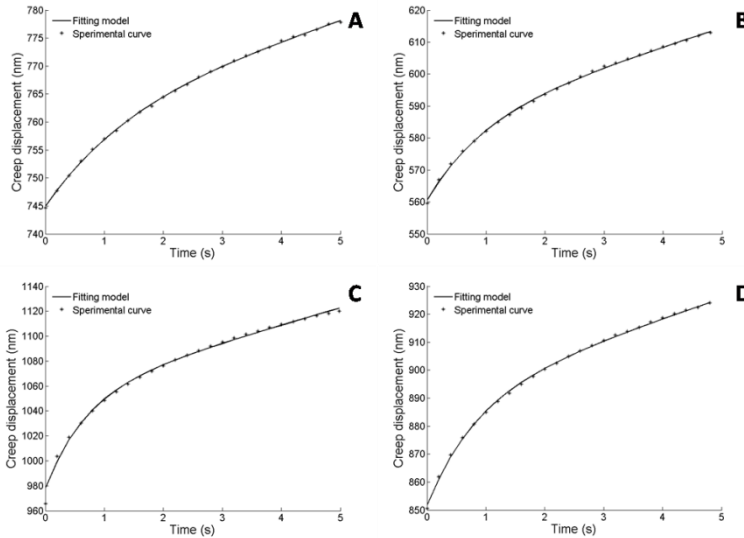 A
Fitting model
Sperimental curve
Creep displacement (nm)
780
775
770
765
760
755
750
745
740
0 1 2 3 4 5
Time (s)
B
Fitting model
Sperimental curve
Creep displacement (nm)
620
610
600
590
580
570
560
550
0 1 2 3 4 5
Time (s)
C
Fitting model
Sperimental curve
Creep displacement (nm)
1140
1120
1100
1080
1060
1040
1020
1000
980
960
0 1 2 3 4 5
Time (s)
D
Fitting model
Sperimental curve
Creep displacement (nm)
930
920
910
900
890
880
870
860
850
0 1 2 3 4 5
Time (s)